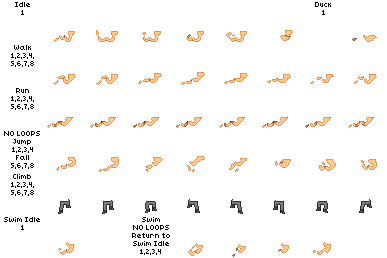 Idle
1
Duck
1
Walk
1,2,3,4,
5,6,7,8
Run
1,2,3,4,
5,6,7,8
NO LOOPS
Jump
1,2,3,4
Fall
5,6,7,8
Climb
1,2,3,4,
5,6,7,8
Swim Idle
1
Swim
NO LOOPS
Return to
Swim Idle
1,2,3,4